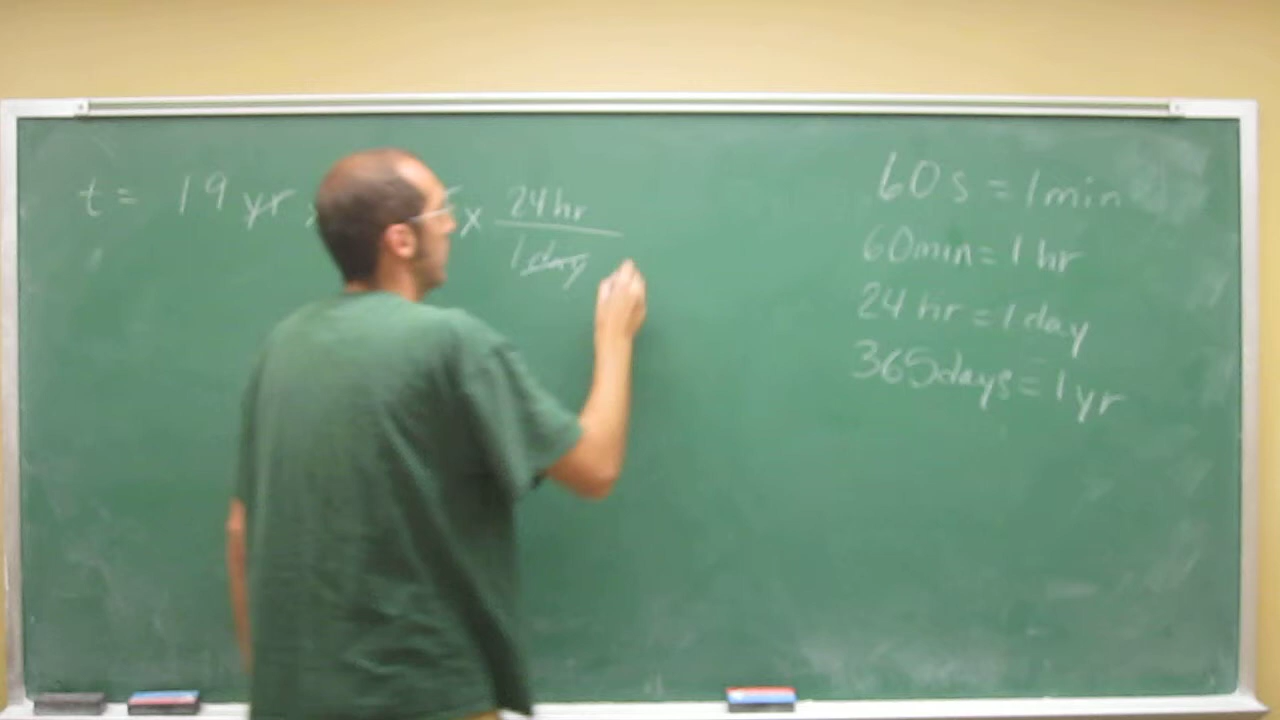 t = 19 yr x 24 hr
1 day
60 s = 1 min
60 min = 1 hr
24 hr = 1 day
365 days = 1 yr